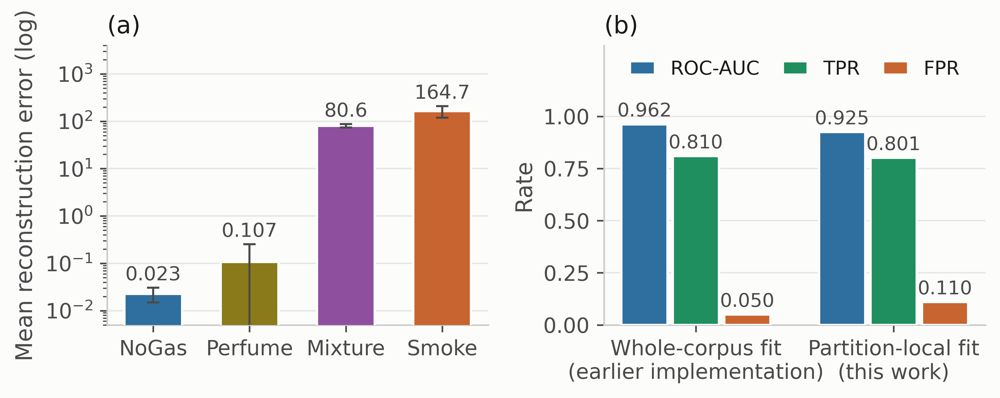 (a)
Mean reconstruction error (log)
10³
10²
10¹
10⁰
10⁻¹
10⁻²
0.023
0.107
80.6
164.7
NoGas
Perfume
Mixture
Smoke
(b)
ROC-AUC
TPR
FPR
Rate
1.00
0.75
0.50
0.25
0.00
0.962
0.810
0.050
0.925
0.801
0.110
Whole-corpus fit
(earlier implementation)
Partition-local fit
(this work)